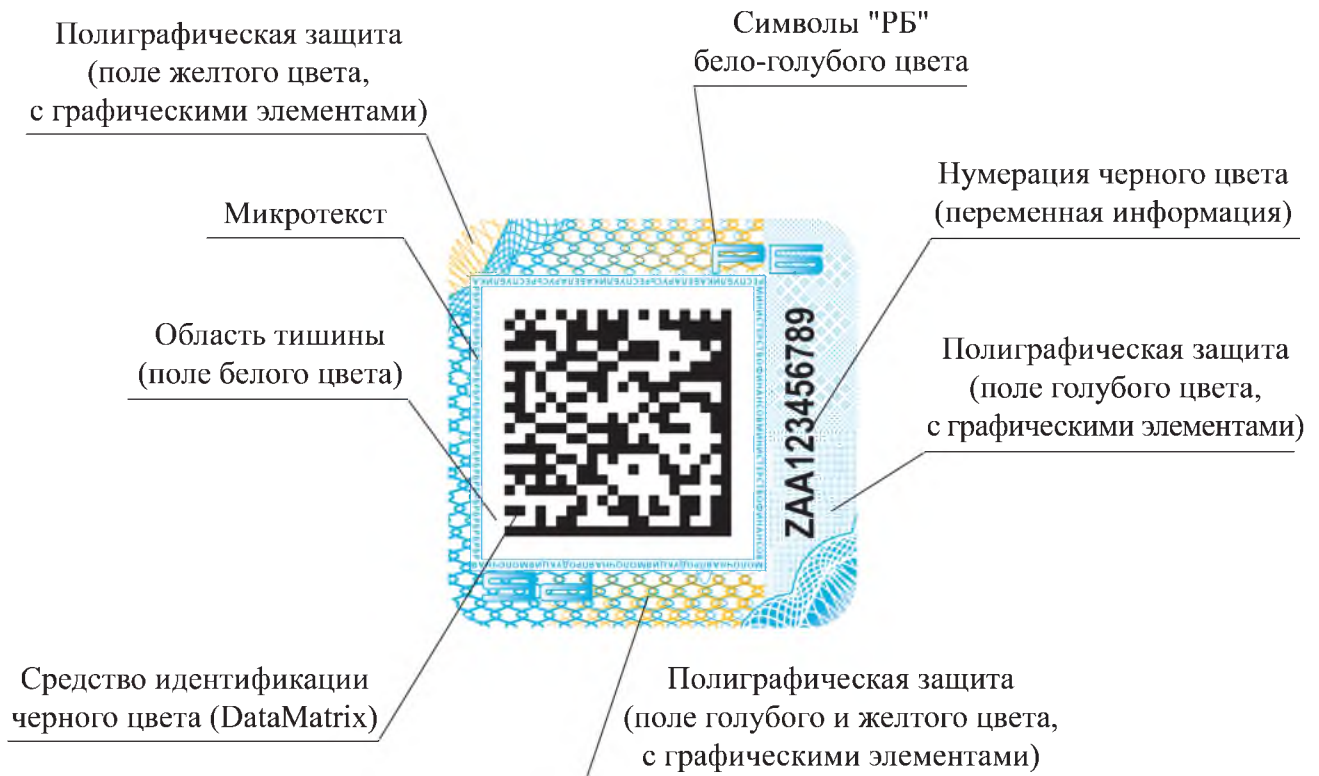 Полиграфическая защита
(поле желтого цвета,
с графическими элементами)
Символы "РБ"
бело-голубого цвета
Микротекст
Нумерация черного цвета
(переменная информация)
Область тишины
(поле белого цвета)
Полиграфическая защита
(поле голубого цвета,
с графическими элементами)
РБ
ZAA123456789
РБ
Средство идентификации
черного цвета (DataMatrix)
Полиграфическая защита
(поле голубого и желтого цвета,
с графическими элементами)